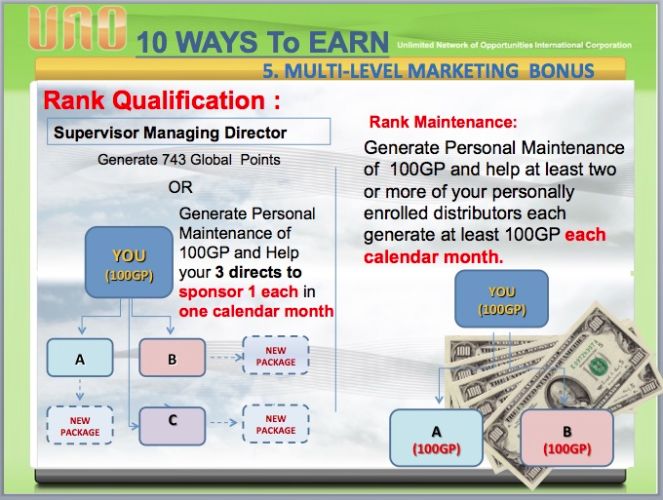 UNO
10 WAYS To EARN
Unlimited Network of Opportunities International Corporation
5. MULTI-LEVEL MARKETING BONUS
Rank Qualification :
Supervisor Managing Director
Generate 743 Global Points
OR
Generate Personal
Maintenance of
100GP and Help
your 3 directs to
sponsor 1 each in
one calendar month
YOU
(100GP)
A
B
NEW
PACKAGE
NEW
PACKAGE
C
NEW
PACKAGE
Rank Maintenance:
Generate Personal Maintenance
of 100GP and help at least two
or more of your personally
enrolled distributors each
generate at least 100GP each
calendar month.
YOU
(100GP)
A
(100GP)
B
(100GP)
100
100
100